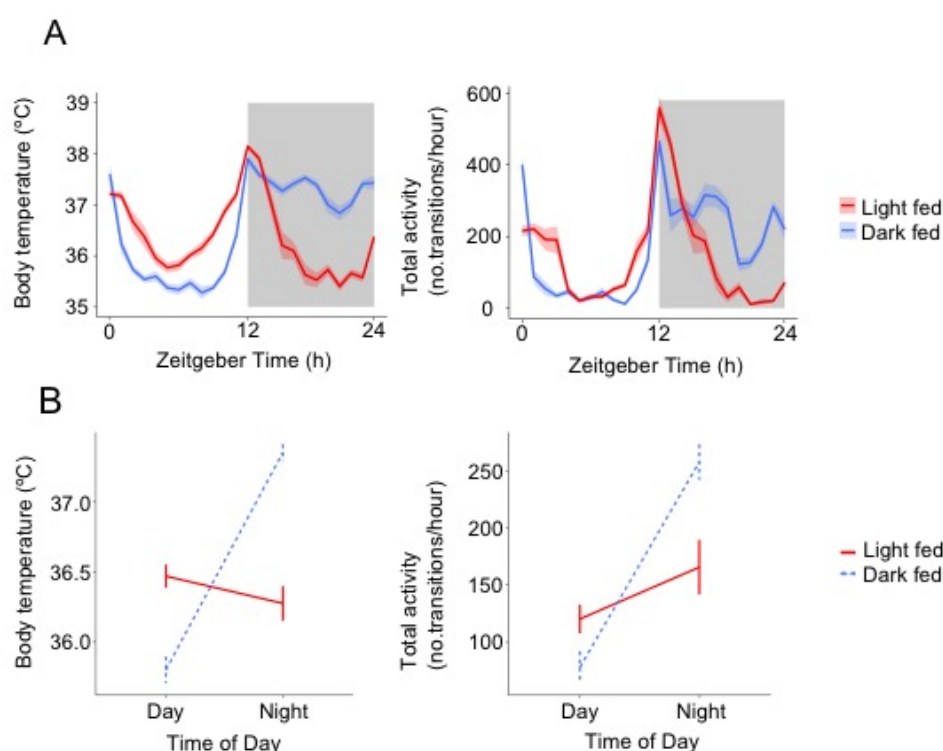 A
Body temperature (°C)
39
38
37
36
35
0
12
24
Zeitgeber Time (h)
Total activity
(no.transitions/hour)
600
400
200
0
0
12
24
Zeitgeber Time (h)
Light fed
Dark fed
B
Body temperature (°C)
37.0
36.5
36.0
Day
Night
Time of Day
Total activity
(no.transitions/hour)
250
200
150
100
Day
Night
Time of Day
Light fed
Dark fed